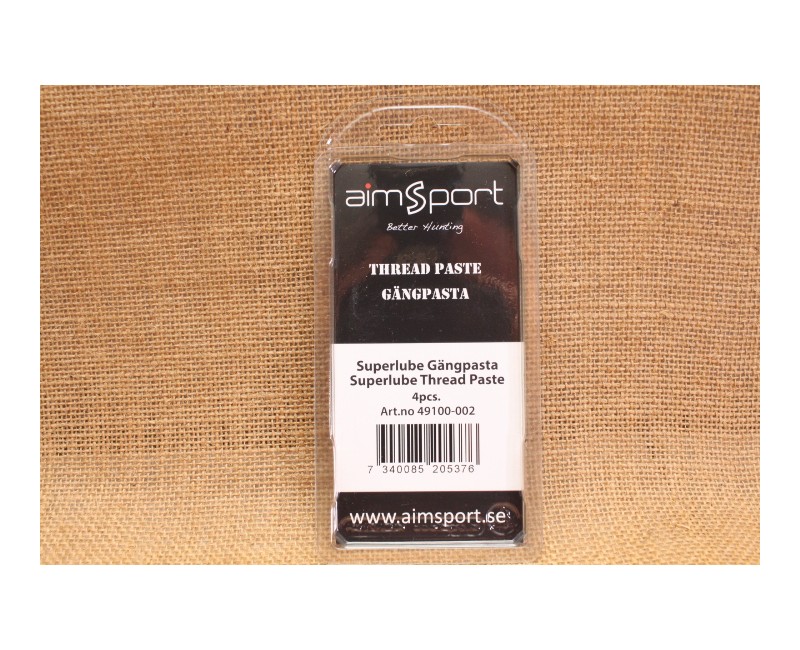 aimSport
Better Hunting
THREAD PASTE
GÄNGPASTA
Superlube Gängpasta
Superlube Thread Paste
4pcs.
Art.no 49100-002
7 340085 205376
www.aimsport.se